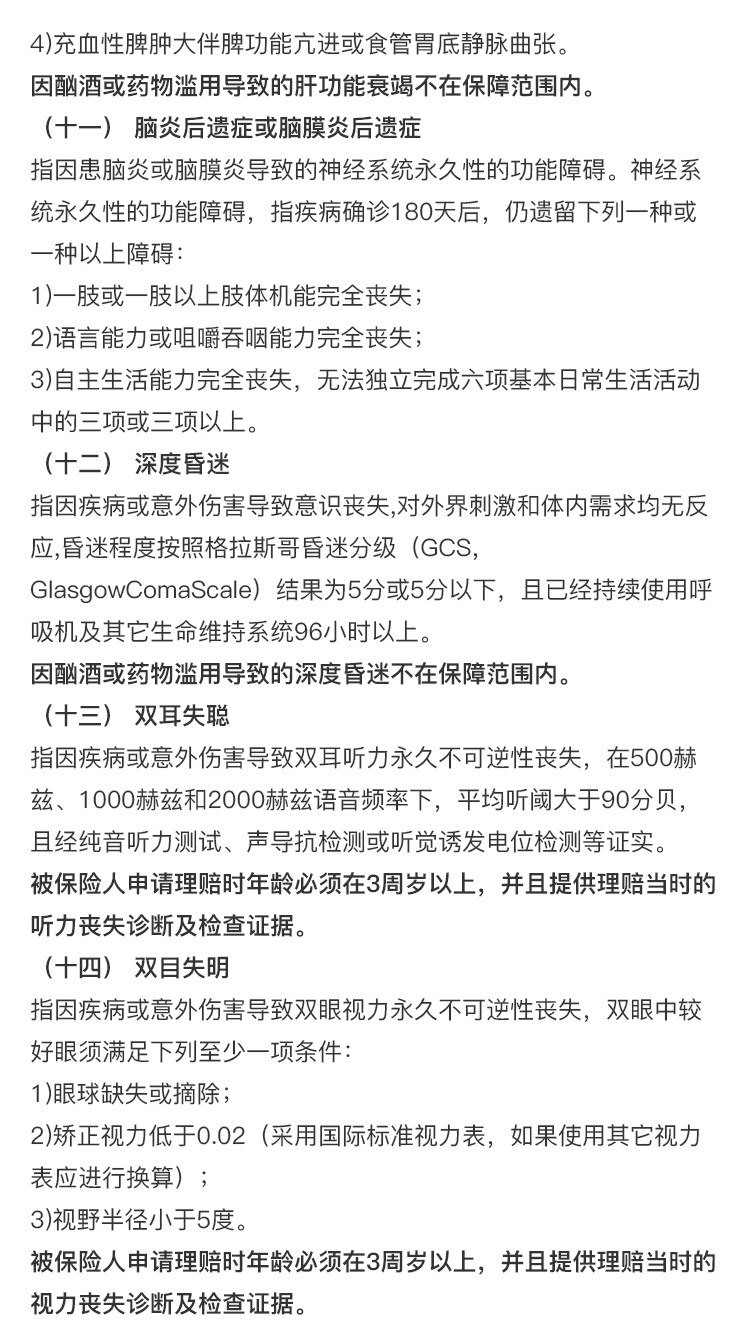 4)充血性脾肿大伴脾功能亢进或食管胃底静脉曲张。
因酗酒或药物滥用导致的肝功能衰竭不在保障范围内。
（十一） 脑炎后遗症或脑膜炎后遗症
指因患脑炎或脑膜炎导致的神经系统永久性的功能障碍。神经系
统永久性的功能障碍，指疾病确诊180天后，仍遗留下列一种或
一种以上障碍：
1)一肢或一肢以上肢体机能完全丧失；
2)语言能力或咀嚼吞咽能力完全丧失；
3)自主生活能力完全丧失，无法独立完成六项基本日常生活活动
中的三项或三项以上。
（十二） 深度昏迷
指因疾病或意外伤害导致意识丧失,对外界刺激和体内需求均无反
应,昏迷程度按照格拉斯哥昏迷分级（GCS，
GlasgowComaScale）结果为5分或5分以下，且已经持续使用呼
吸机及其它生命维持系统96小时以上。
因酗酒或药物滥用导致的深度昏迷不在保障范围内。
（十三） 双耳失聪
指因疾病或意外伤害导致双耳听力永久不可逆性丧失，在500赫
兹、1000赫兹和2000赫兹语音频率下，平均听阈大于90分贝，
且经纯音听力测试、声导抗检测或听觉诱发电位检测等证实。
被保险人申请理赔时年龄必须在3周岁以上，并且提供理赔当时的
听力丧失诊断及检查证据。
（十四） 双目失明
指因疾病或意外伤害导致双眼视力永久不可逆性丧失，双眼中较
好眼须满足下列至少一项条件：
1)眼球缺失或摘除；
2)矫正视力低于0.02（采用国际标准视力表，如果使用其它视力
表应进行换算）；
3)视野半径小于5度。
被保险人申请理赔时年龄必须在3周岁以上，并且提供理赔当时的
视力丧失诊断及检查证据。